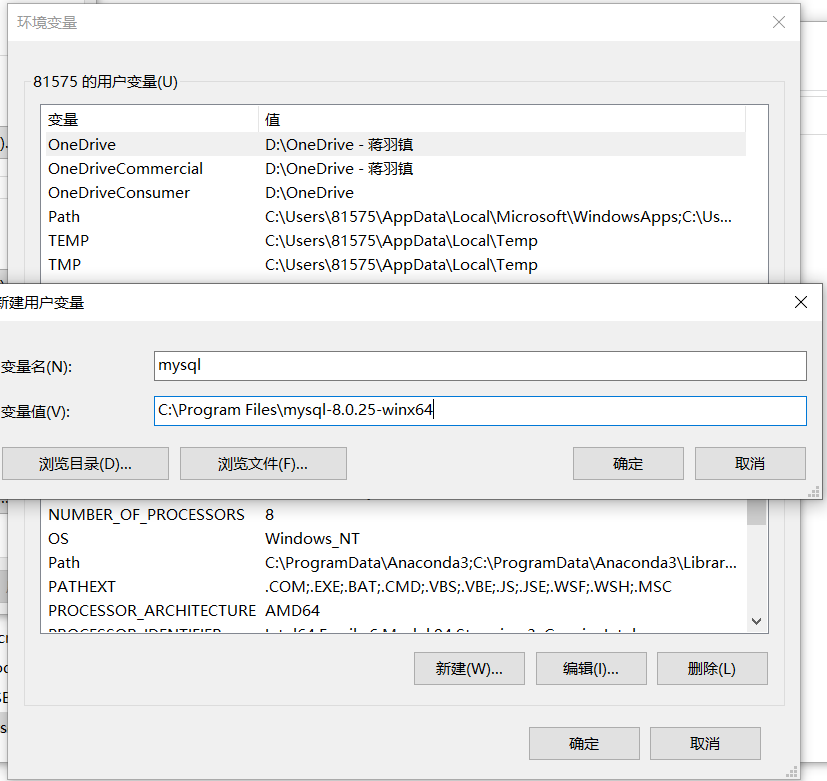 环境变量
81575 的用户变量(U)
变量 值
OneDrive D:\OneDrive - 蒋羽镇
OneDriveCommercial D:\OneDrive - 蒋羽镇
OneDriveConsumer D:\OneDrive
Path C:\Users\81575\AppData\Local\Microsoft\WindowsApps;C:\Us...
TEMP C:\Users\81575\AppData\Local\Temp
TMP C:\Users\81575\AppData\Local\Temp
新建用户变量
变量名(N): mysql
变量值(V): C:\Program Files\mysql-8.0.25-winx64
浏览目录(D)... 浏览文件(F)... 确定 取消
NUMBER_OF_PROCESSORS 8
OS Windows_NT
Path C:\ProgramData\Anaconda3;C:\ProgramData\Anaconda3\Librar...
PATHEXT .COM;.EXE;.BAT;.CMD;.VBS;.VBE;.JS;.JSE;.WSF;.WSH;.MSC
PROCESSOR_ARCHITECTURE AMD64
新建(W)... 编辑(I)... 删除(L)
确定 取消